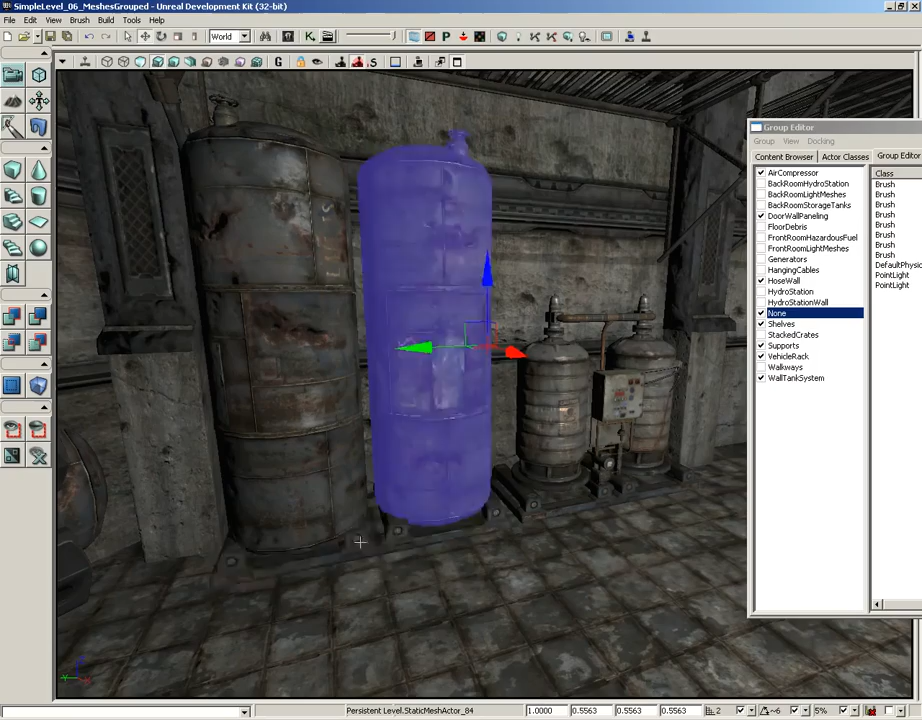 SimpleLevel_06_MeshesGrouped - Unreal Development Kit (32-bit)
File Edit View Brush Build Tools Help
World
G
S
Group Editor
Group View Docking
Content Browser Actor Classes Group Editor
AirCompressor
BackRoomHydroStation
BackRoomLightMeshes
BackRoomStorageTanks
DoorWallPaneling
FloorDebris
FrontRoomHazardousFuel
FrontRoomLightMeshes
Generators
HangingCables
HoseWall
HydroStation
HydroStationWall
None
Shelves
StackedCrates
Supports
VehicleRack
Walkways
WallTankSystem
Class
Brush
Brush
Brush
Brush
Brush
Brush
Brush
Brush
DefaultPhysic
PointLight
PointLight
Persistent Level.StaticMeshActor_84 1.0000 0.5563 0.5563 0.5563 2 ~6 5%